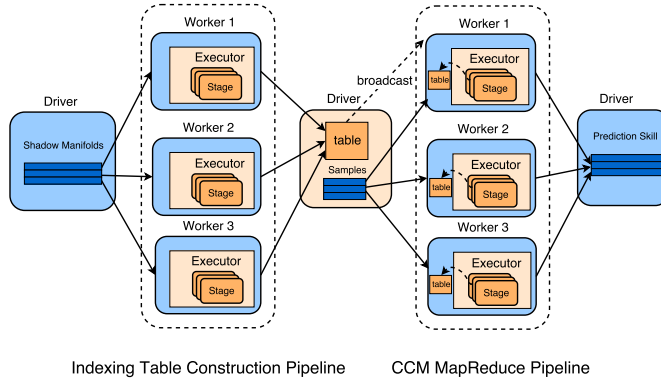 Worker 1
Executor
Stage
Worker 2
Executor
Stage
Worker 3
Executor
Stage
Driver
Shadow Manifolds
broadcast
Driver
table
Samples
Worker 1
Executor
table
Stage
Worker 2
Executor
table
Stage
Worker 3
Executor
table
Stage
Driver
Prediction Skill
Indexing Table Construction Pipeline
CCM MapReduce Pipeline